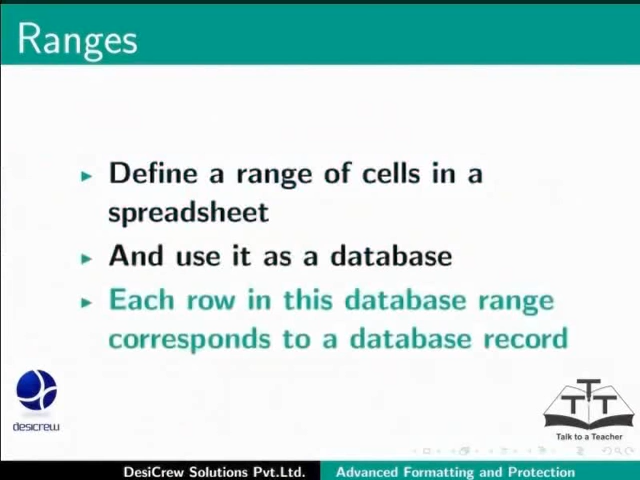 Ranges
Define a range of cells in a
spreadsheet
And use it as a database
Each row in this database range
corresponds to a database record
desicrew
TTT
Talk to a Teacher
DesiCrew Solutions Pvt.Ltd. Advanced Formatting and Protection